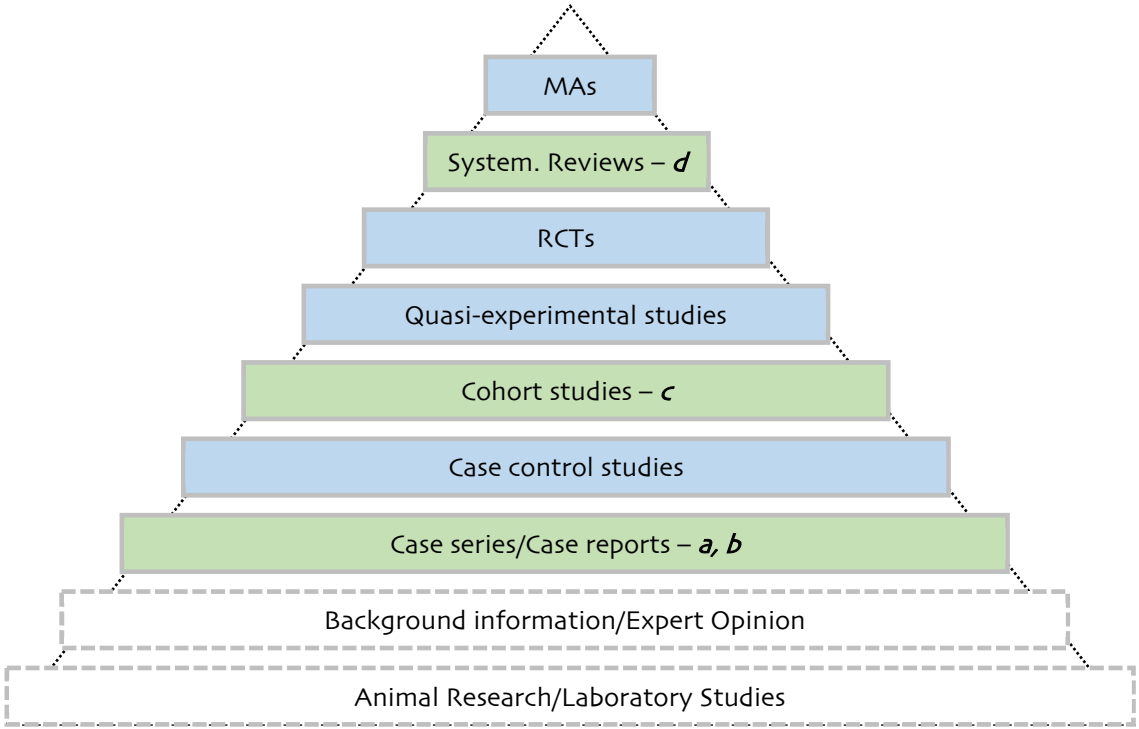 MAs
System. Reviews – d
RCTs
Quasi-experimental studies
Cohort studies – c
Case control studies
Case series/Case reports – a, b
Background information/Expert Opinion
Animal Research/Laboratory Studies